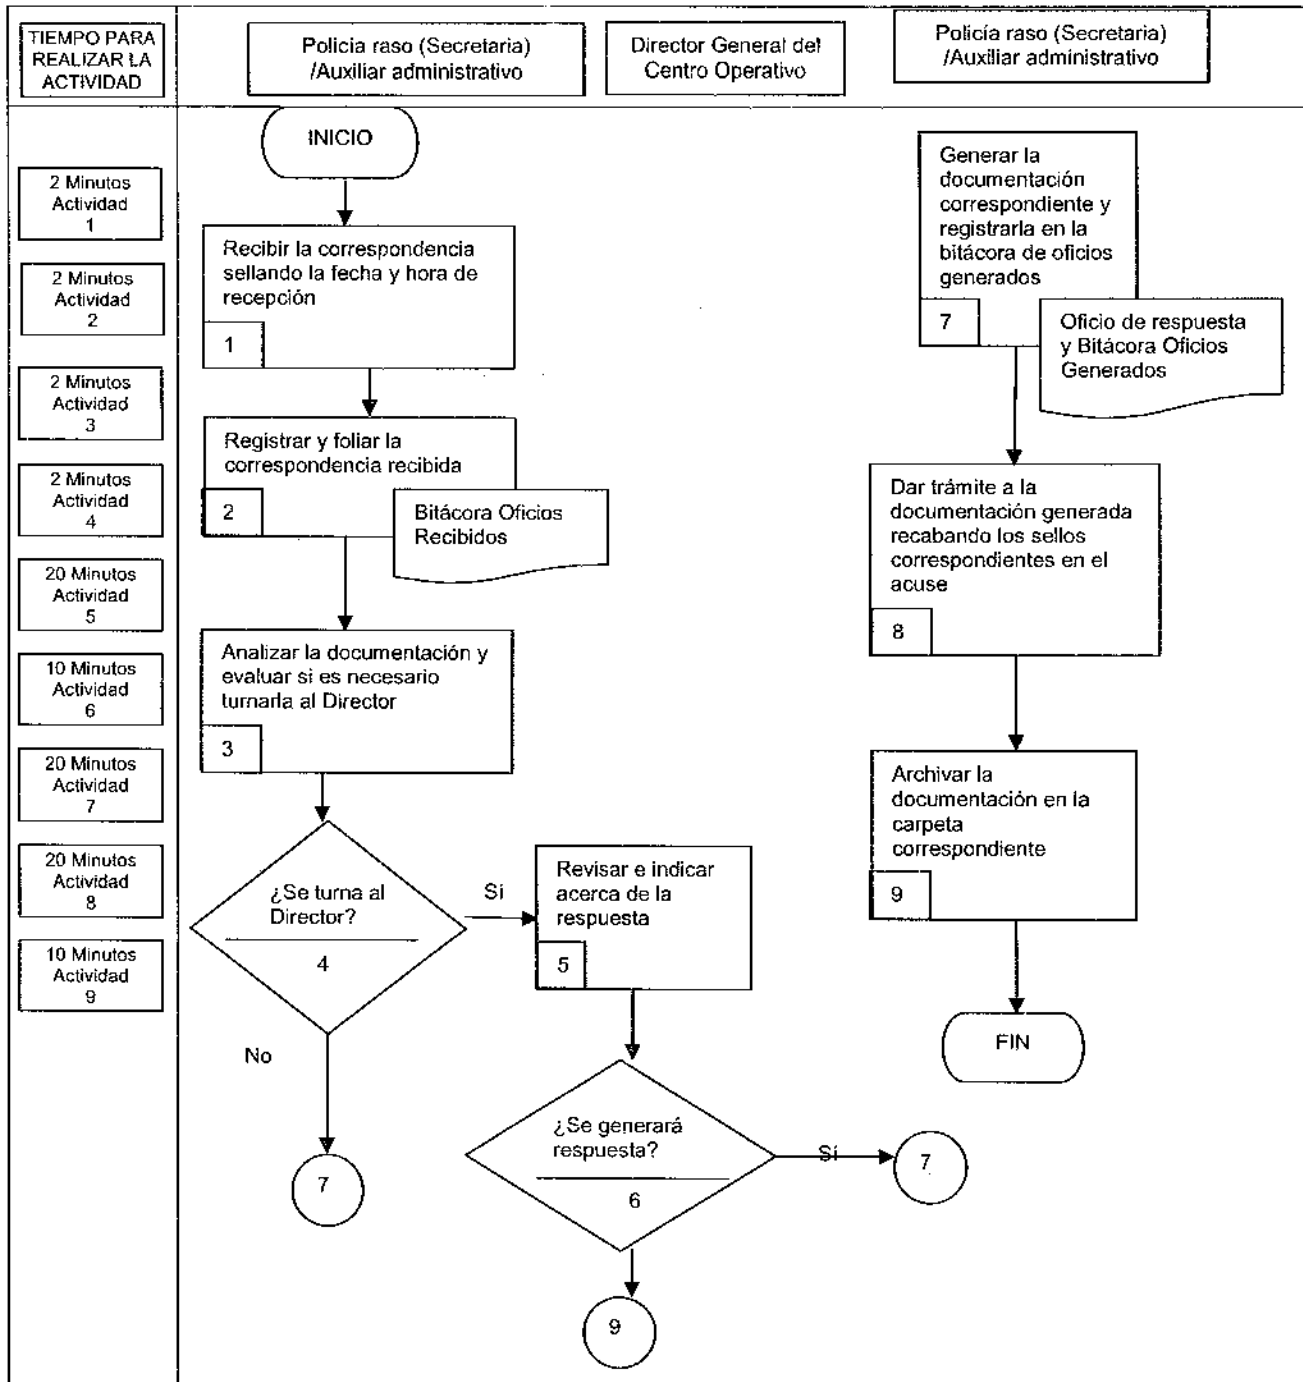 TIEMPO PARA
REALIZAR LA
ACTIVIDAD
Policía raso (Secretaria)
/Auxiliar administrativo
Director General del
Centro Operativo
Policía raso (Secretaria)
/Auxiliar administrativo
2 Minutos
Actividad
1
2 Minutos
Actividad
2
2 Minutos
Actividad
3
2 Minutos
Actividad
4
20 Minutos
Actividad
5
10 Minutos
Actividad
6
20 Minutos
Actividad
7
20 Minutos
Actividad
8
10 Minutos
Actividad
9
INICIO
Recibir la correspondencia
sellando la fecha y hora de
recepción
1
Registrar y foliar la
correspondencia recibida
2
Bitácora Oficios
Recibidos
Analizar la documentación y
evaluar si es necesario
turnarla al Director
3
¿Se turna al
Director?
4
Sí
No
7
Revisar e indicar
acerca de la
respuesta
5
¿Se generará
respuesta?
6
Sí
7
9
Generar la
documentación
correspondiente y
registrarla en la
bitácora de oficios
generados
7
Oficio de respuesta
y Bitácora Oficios
Generados
Dar trámite a la
documentación generada
recabando los sellos
correspondientes en el
acuse
8
Archivar la
documentación en la
carpeta
correspondiente
9
FIN